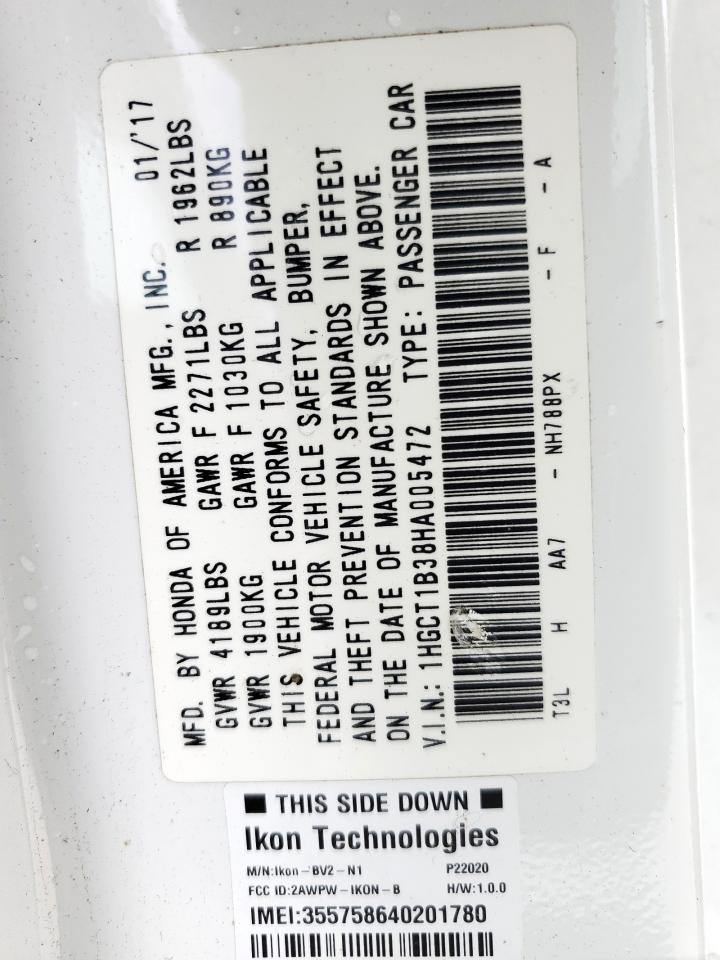 MFD. BY HONDA OF AMERICA MFG., INC. 01/'17
GVWR 4189LBS GAWR F 2271LBS R 1962LBS
GVWR 1900KG GAWR F 1030KG R 890KG
THIS VEHICLE CONFORMS TO ALL APPLICABLE
FEDERAL MOTOR VEHICLE SAFETY, BUMPER,
AND THEFT PREVENTION STANDARDS IN EFFECT
ON THE DATE OF MANUFACTURE SHOWN ABOVE.
V.I.N.: 1HGCT1B38HA005472 TYPE: PASSENGER CAR
T3L H AA7 - NH788PX - F - A
THIS SIDE DOWN
Ikon Technologies
M/N:Ikon-BV2-N1 P22020
FCC ID:2AWPW-IKON-B H/W:1.0.0
IMEI:355758640201780